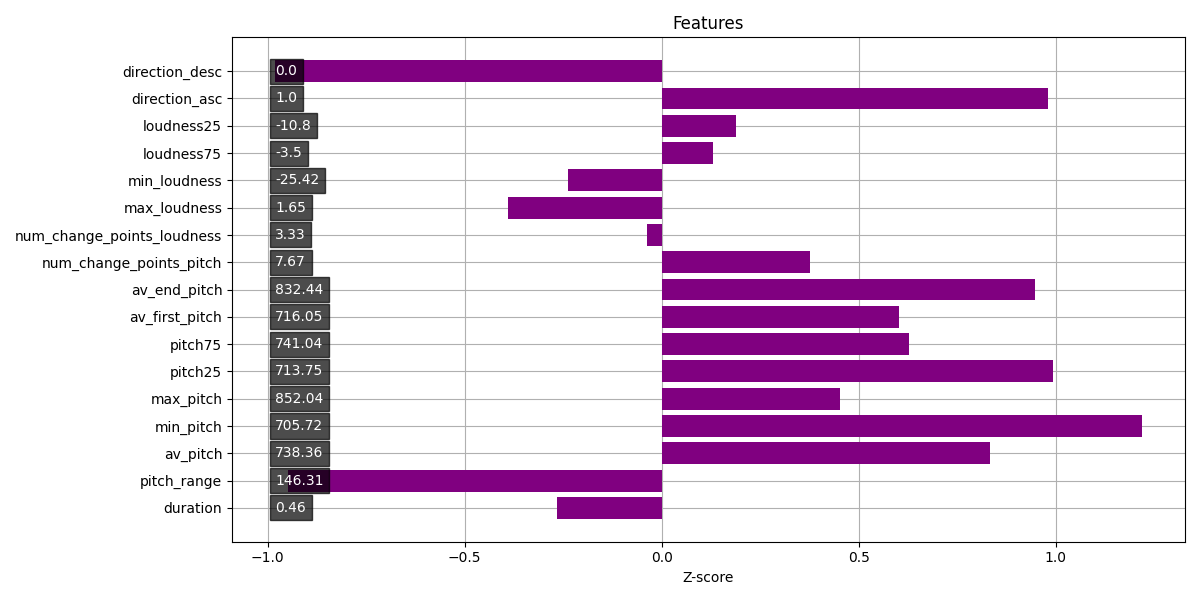 Features
direction_desc 0.0
direction_asc 1.0
loudness25 -10.8
loudness75 -3.5
min_loudness -25.42
max_loudness 1.65
num_change_points_loudness 3.33
num_change_points_pitch 7.67
av_end_pitch 832.44
av_first_pitch 716.05
pitch75 741.04
pitch25 713.75
max_pitch 852.04
min_pitch 705.72
av_pitch 738.36
pitch_range 146.31
duration 0.46
−1.0 −0.5 0.0 0.5 1.0
Z-score